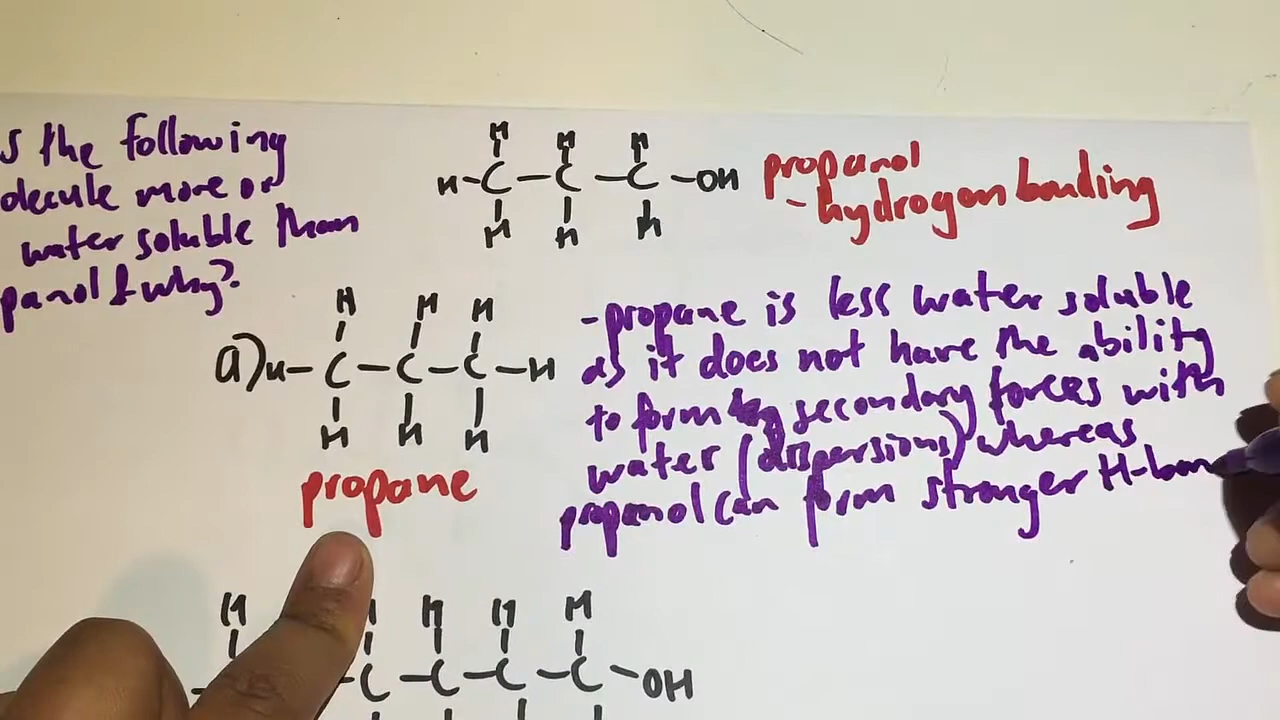 s the following
decule more or
water soluble than
panol & why?
H H H
H-C-C-C-OH
H H H
propanol
- hydrogen bonding
H H H
a) H-C-C-C-H
H H H
propane
- propane is less water soluble
as it does not have the ability
to form secondary forces with
water (dispersions) whereas
propanol can form stronger H-bon
H H H H H
C-C-C-C-OH